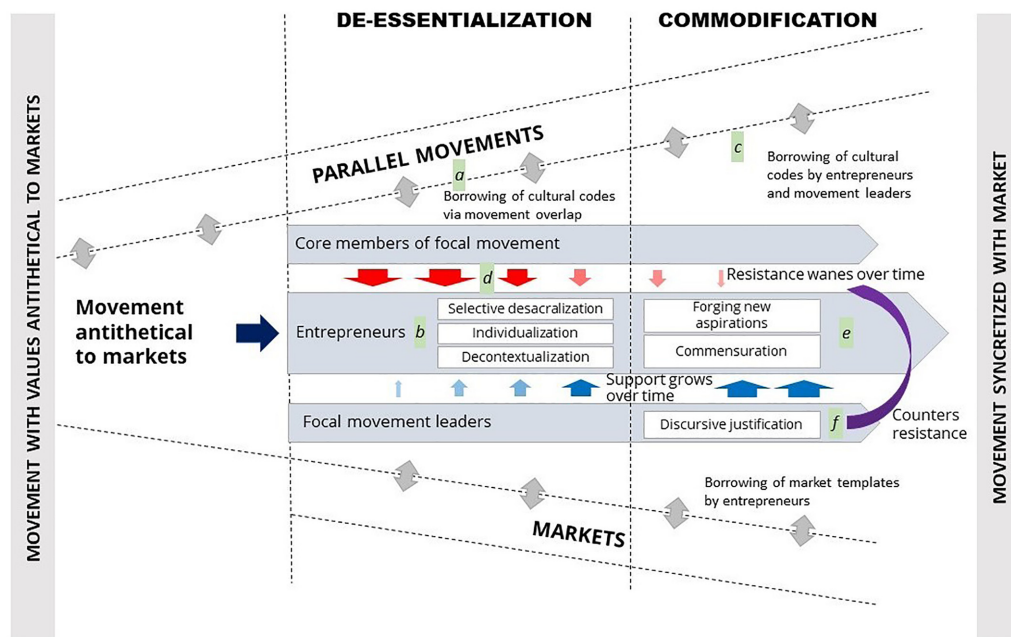 DE-ESSENTIALIZATION
COMMODIFICATION
MOVEMENT WITH VALUES ANTITHETICAL TO MARKETS
PARALLEL MOVEMENTS
a
Borrowing of cultural codes
via movement overlap
c
Borrowing of cultural
codes by entrepreneurs
and movement leaders
Core members of focal movement
d
Resistance wanes over time
Movement
antithetical
to markets
Entrepreneurs
b
Selective desacralization
Individualization
Decontextualization
Forging new
aspirations
Commensuration
e
Support grows
over time
Focal movement leaders
Discursive justification
f
Counters
resistance
Borrowing of market templates
by entrepreneurs
MARKETS
MOVEMENT SYNCRETIZED WITH MARKET